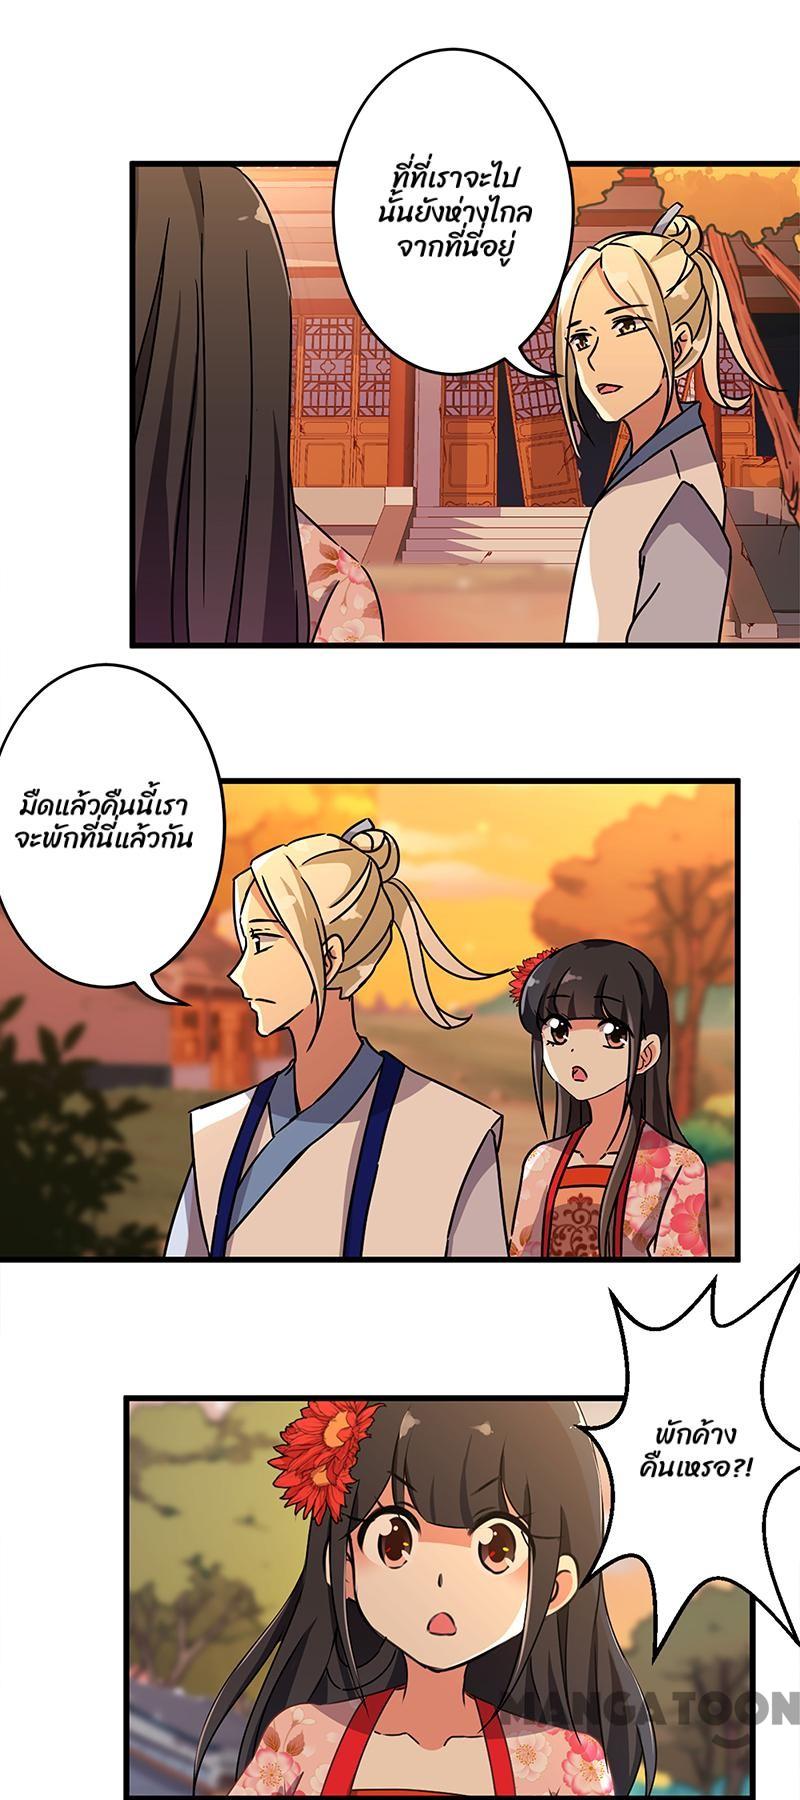 ที่ที่เราจะไป
นั้นยังห่างไกล
จากที่นี่อยู่
มืดแล้วคืนนี้เรา
จะพักที่นี่แล้วกัน
พักค้าง
คืนเหรอ?!
MANGATOON